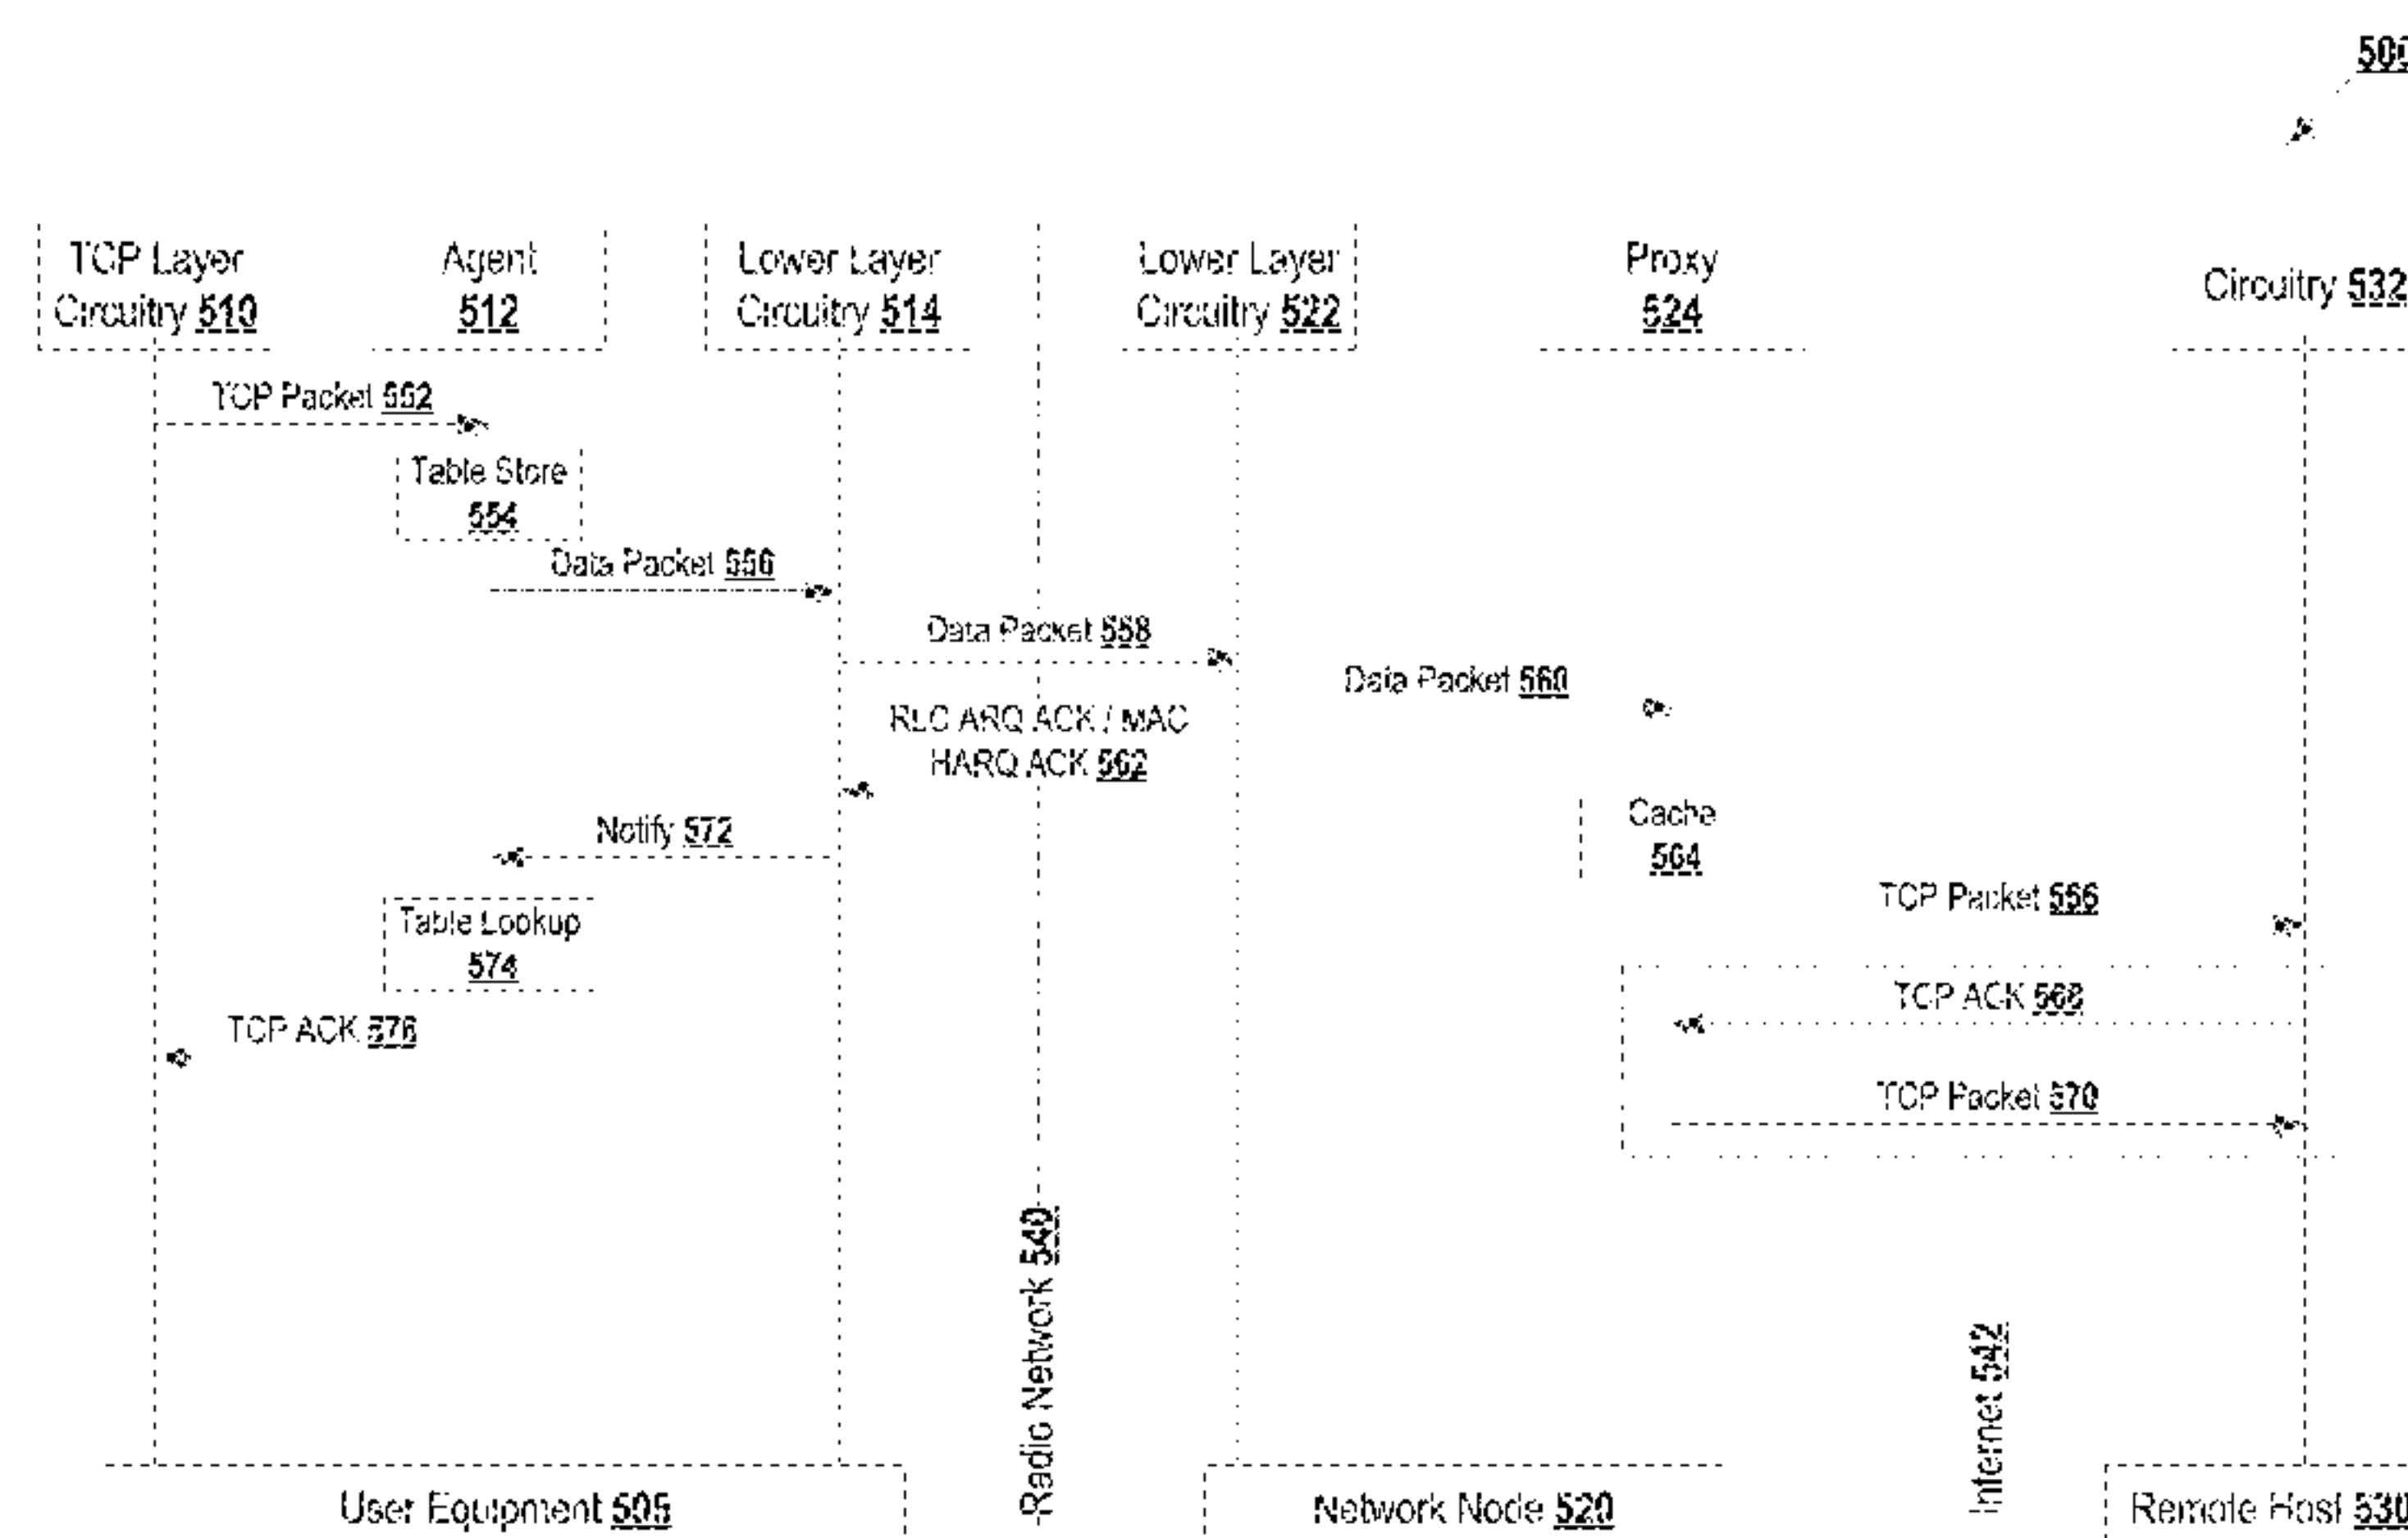 500
TCP Layer
Circuitry 510
Agent
512
Lower Layer
Circuitry 514
Lower Layer
Circuitry 522
Proxy
524
Circuitry 532
TCP Packet 552
Table Store
554
Data Packet 556
Data Packet 558
Data Packet 560
RLC ARQ ACK / MAC
HARQ ACK 562
Notify 572
Cache
564
TCP Packet 566
Table Lookup
574
TCP ACK 568
TCP ACK 576
TCP Packet 570
Radio Network 540
Internet 542
User Equipment 505
Network Node 520
Remote Host 530